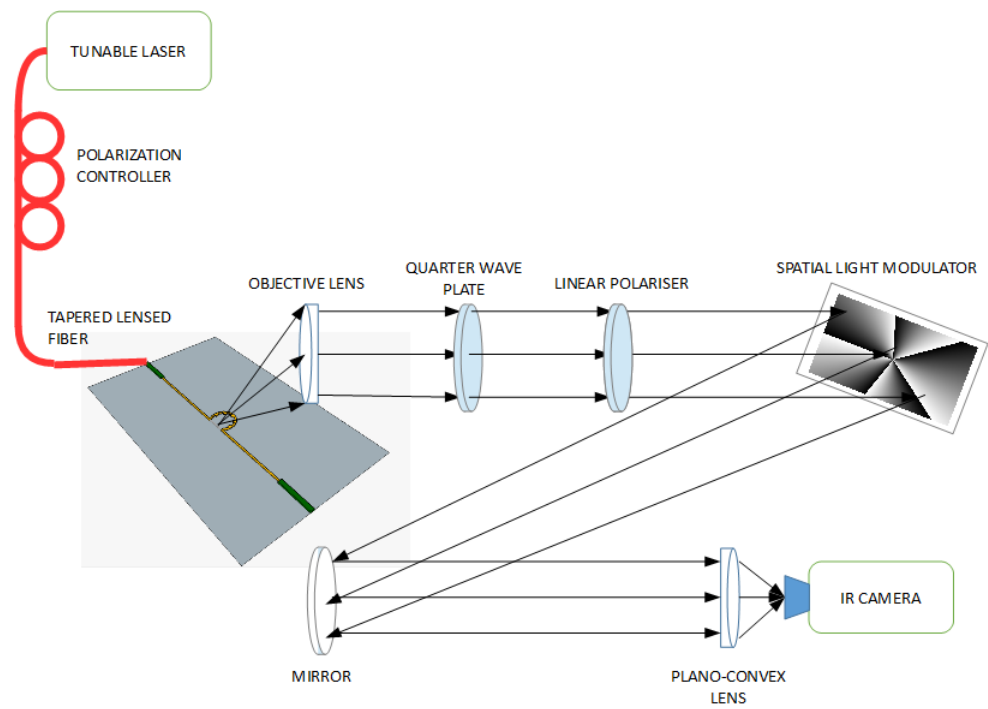 TUNABLE LASER
POLARIZATION
CONTROLLER
TAPERED LENSED
FIBER
OBJECTIVE LENS
QUARTER WAVE
PLATE
LINEAR POLARISER
SPATIAL LIGHT MODULATOR
MIRROR
PLANO-CONVEX
LENS
IR CAMERA